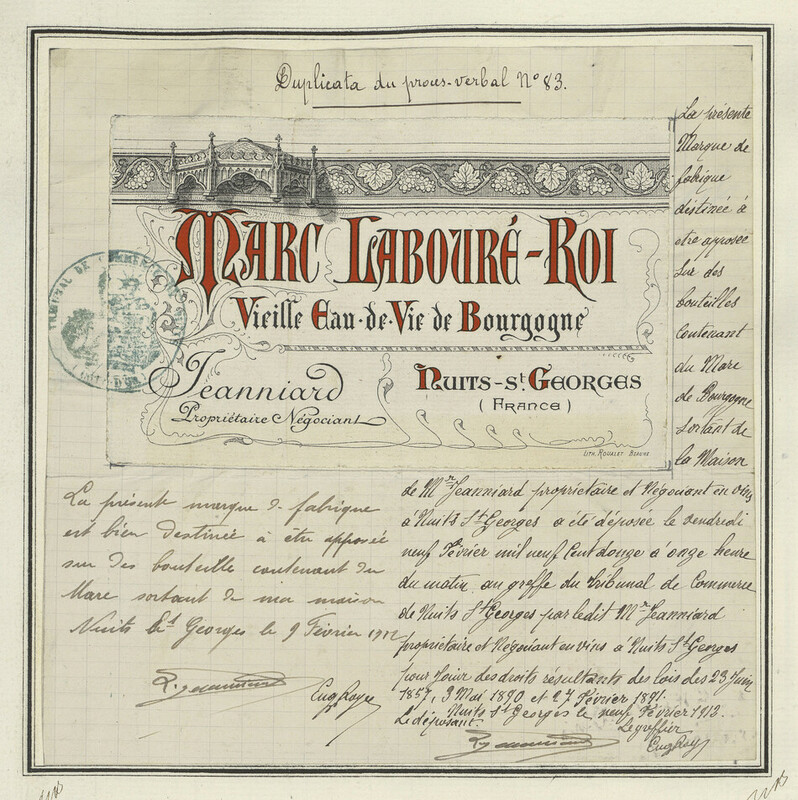 Duplicata du procès-verbal N° 83.
MARC LABOURÉ-ROI
Vieille Eau-de-Vie de Bourgogne
Jeanniard
Propriétaire Négociant
NUITS-St GEORGES
(FRANCE)
LITH. ROUALET BEAUNE
TRIBUNAL DE COMMERCE
La présente
Marque de
fabrique
distinée à
etre apposée
sur des
bouteilles
contenant
du Marc
de Bourgogne
sortant de
la Maison
de Mr Jeanniard propriétaire et Négociant en vins
à Nuits St Georges a été déposée le vendredi
neuf Février mil neuf Cent douze à onze heure
du matin au greffe du Tribunal de Commerce
de Nuits St Georges par ledit Mr Jeanniard
propriétaire et Négociant en vins à Nuits St Georges
pour jouir des droits résultants des lois des 23 Juin
1857, 3 Mai 1890 et 27 Février 1891.
Nuits St Georges le neuf Février 1912.
Le déposant
Le greffier
La présente marque de fabrique
est bien destinée à être apposée
sur des bouteille contenant du
Marc sortant de ma maison
Nuits St Georges le 9 Février 1912